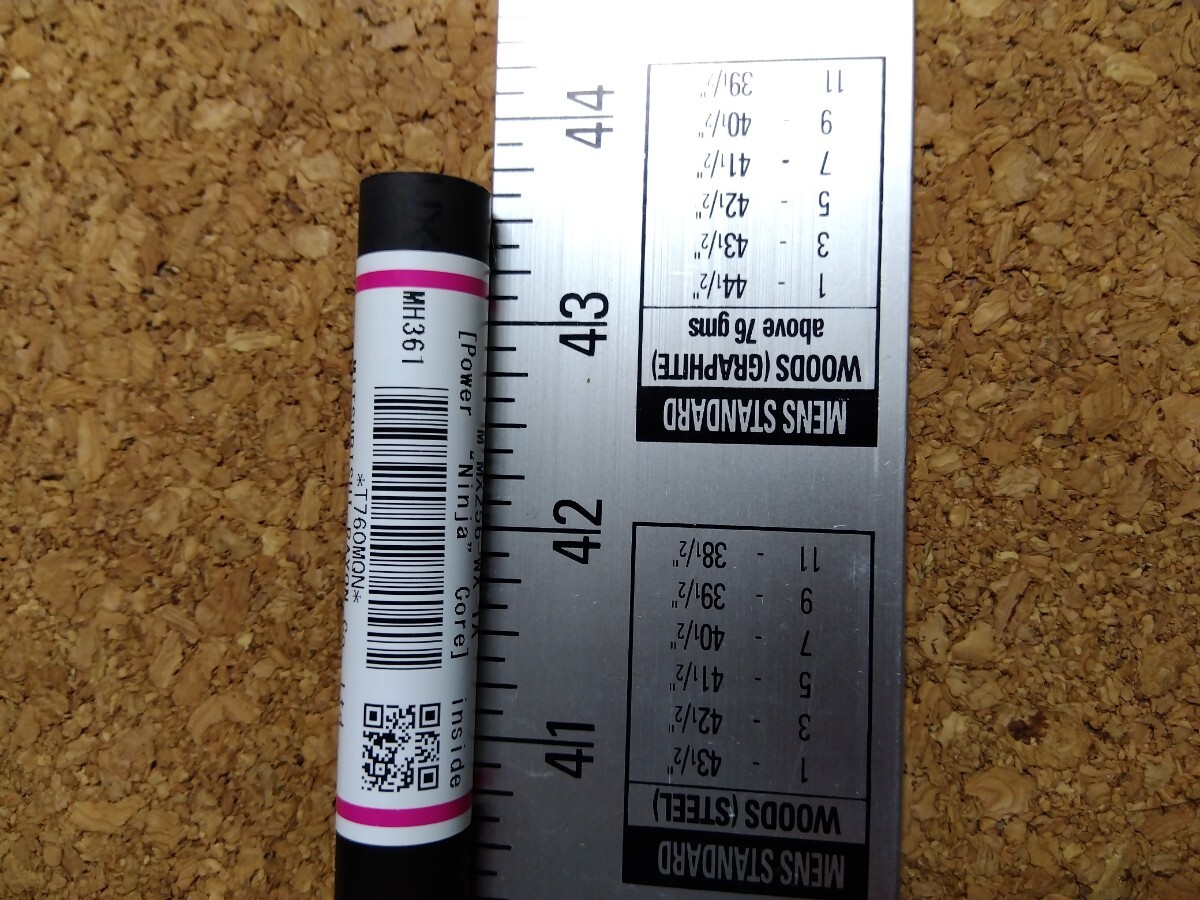 MH361
[Power "Ninja" Core] inside
*T760MQN*
44
43
42
41
MENS STANDARD
WOODS (GRAPHITE)
above 76 gms
1 - 44 1/2"
3 - 43 1/2"
5 - 42 1/2"
7 - 41 1/2"
9 - 40 1/2"
11 39 1/2"
MENS STANDARD
WOODS (STEEL)
1 - 43 1/2"
3 - 42 1/2"
5 - 41 1/2"
7 - 40 1/2"
9 - 39 1/2"
11 - 38 1/2"